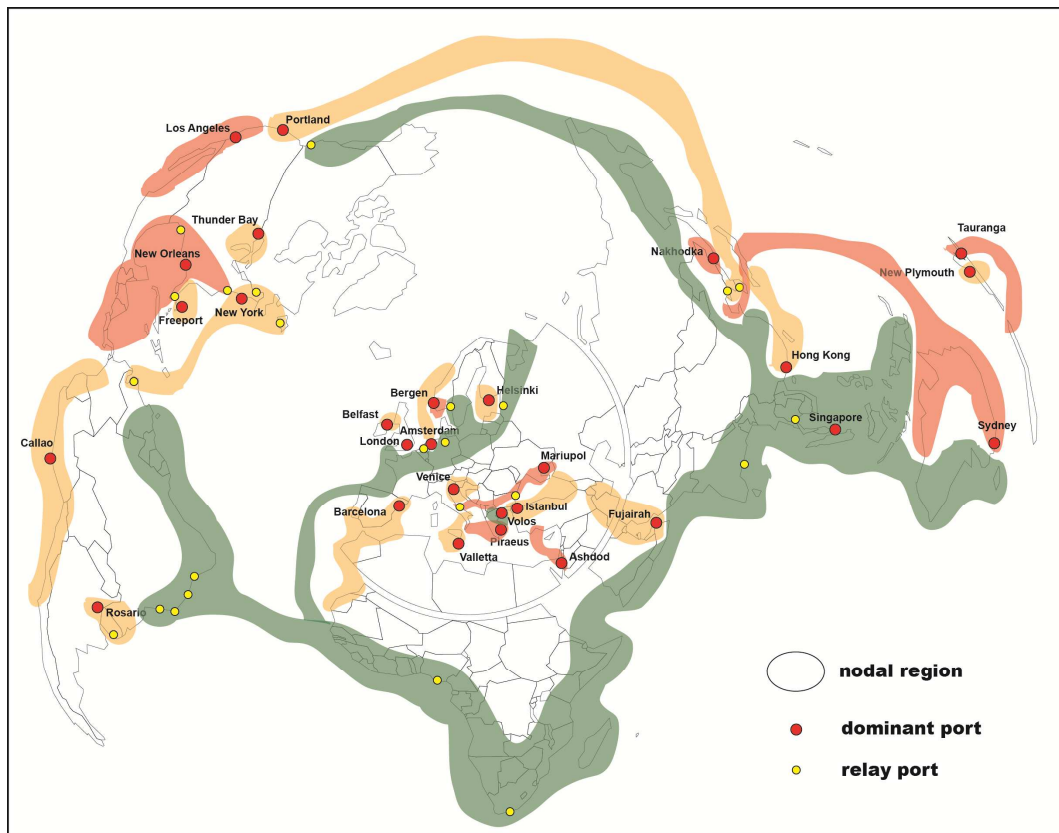 Portland
Los Angeles
Thunder Bay
Tauranga
New Orleans
Nakhodka
New Plymouth
Freeport
New York
Hong Kong
Bergen
Helsinki
Belfast
Amsterdam
Singapore
London
Sydney
Callao
Mariupol
Venice
Barcelona
Istanbul
Fujairah
Volos
Piraeus
Valletta
Ashdod
Rosario
nodal region
dominant port
relay port